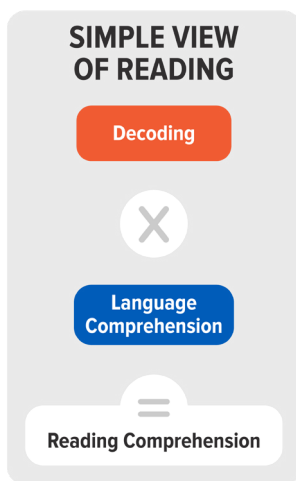 SIMPLE VIEW
OF READING
Decoding
X
Language
Comprehension
=
Reading Comprehension